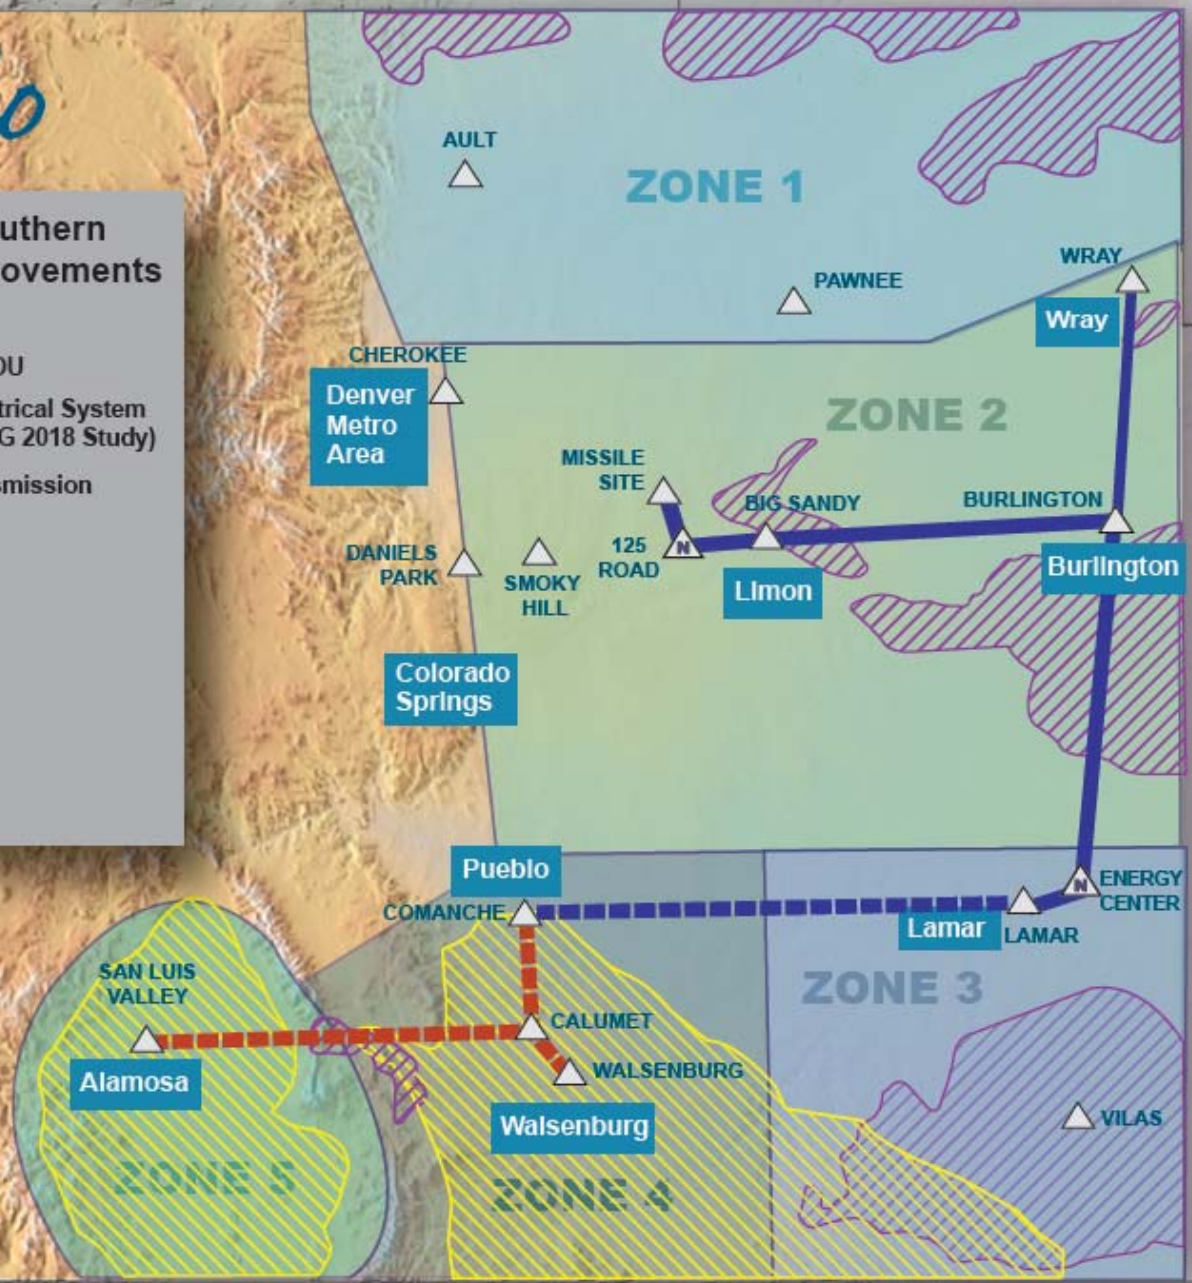 o
uthern
ovements
OU
trical System
G 2018 Study)
smission
AULT
ZONE 1
PAWNEE
WRAY
Wray
CHEROKEE
Denver
Metro
Area
ZONE 2
MISSILE
SITE
BIG SANDY
BURLINGTON
125
ROAD
N
Limon
Burlington
DANIELS
PARK
SMOKY
HILL
Colorado
Springs
Pueblo
COMANCHE
N
ENERGY
CENTER
Lamar
LAMAR
ZONE 3
SAN LUIS
VALLEY
Alamosa
CALUMET
WALSENBURG
Walsenburg
VILAS
ZONE 5
ZONE 4